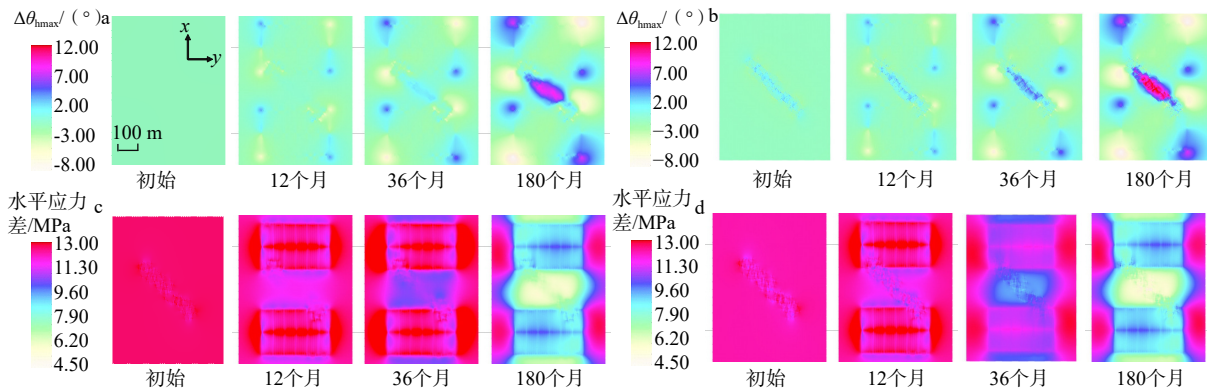 Δθhmax/(°) a
12.00
7.00
2.00
-3.00
-8.00
x
y
100 m
初始
12个月
36个月
180个月
Δθhmax/(°) b
12.00
7.00
2.00
−3.00
−8.00
初始
12个月
36个月
180个月
水平应力 c
差/MPa
13.00
11.30
9.60
7.90
6.20
4.50
初始
12个月
36个月
180个月
水平应力 d
差/MPa
13.00
11.30
9.60
7.90
6.20
4.50
初始
12个月
36个月
180个月